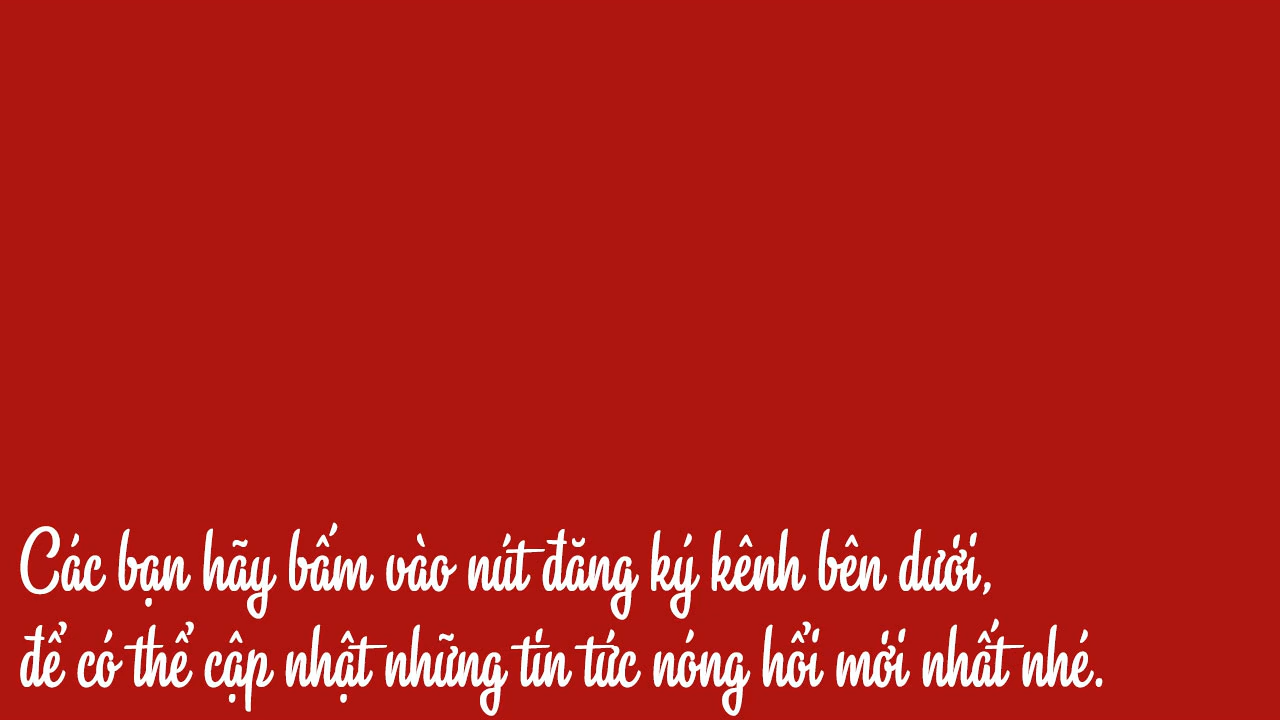 Các bạn hãy bấm vào nút đăng ký kênh bên dưới,
để có thể cập nhật những tin tức nóng hổi mới nhất nhé.